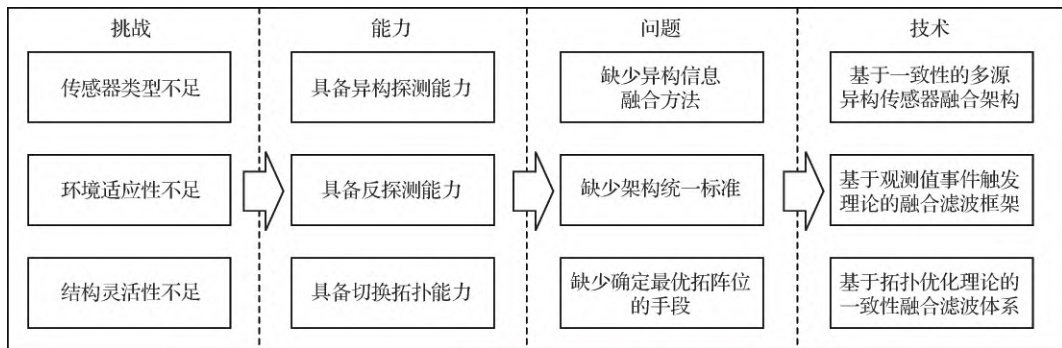 挑战
能力
问题
技术
传感器类型不足
具备异构探测能力
缺少异构信息
融合方法
基于一致性的多源
异构传感器融合架构
环境适应性不足
具备反探测能力
缺少架构统一标准
基于观测值事件触发
理论的融合滤波框架
结构灵活性不足
具备切换拓扑能力
缺少确定最优拓阵位
的手段
基于拓扑优化理论的
一致性融合滤波体系